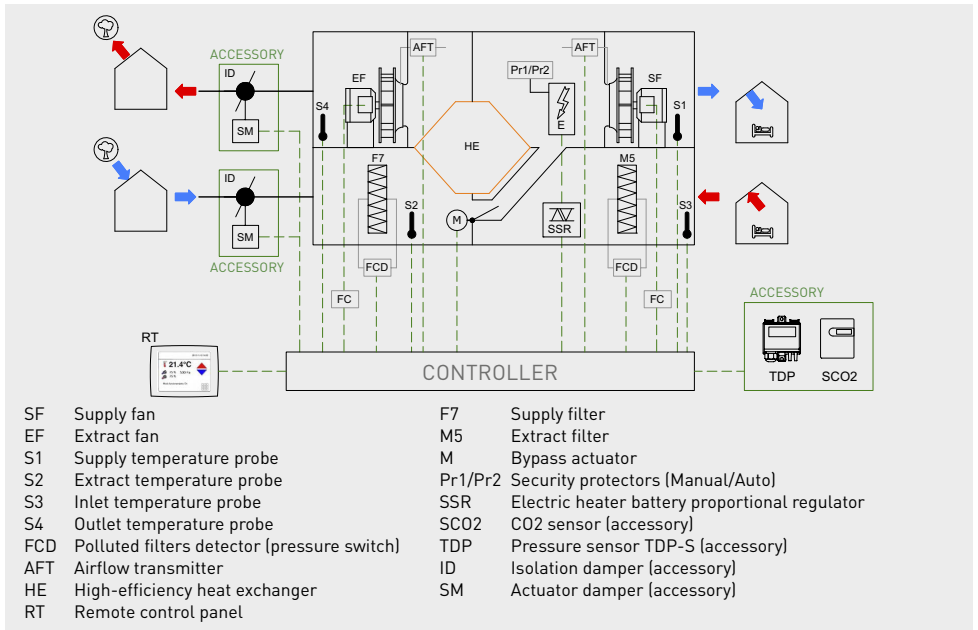 ACCESSORY
ID
SM
ID
SM
ACCESSORY
AFT
EF
S4
F7
S2
HE
Pr1/Pr2
E
AFT
SF
S1
M5
S3
M
SSR
FCD
FCD
FC
FC
ACCESSORY
TDP
SCO2
RT
21.4°C
CONTROLLER
SF Supply fan
EF Extract fan
S1 Supply temperature probe
S2 Extract temperature probe
S3 Inlet temperature probe
S4 Outlet temperature probe
FCD Polluted filters detector (pressure switch)
AFT Airflow transmitter
HE High-efficiency heat exchanger
RT Remote control panel
F7 Supply filter
M5 Extract filter
M Bypass actuator
Pr1/Pr2 Security protectors (Manual/Auto)
SSR Electric heater battery proportional regulator
SCO2 CO2 sensor (accessory)
TDP Pressure sensor TDP-S (accessory)
ID Isolation damper (accessory)
SM Actuator damper (accessory)